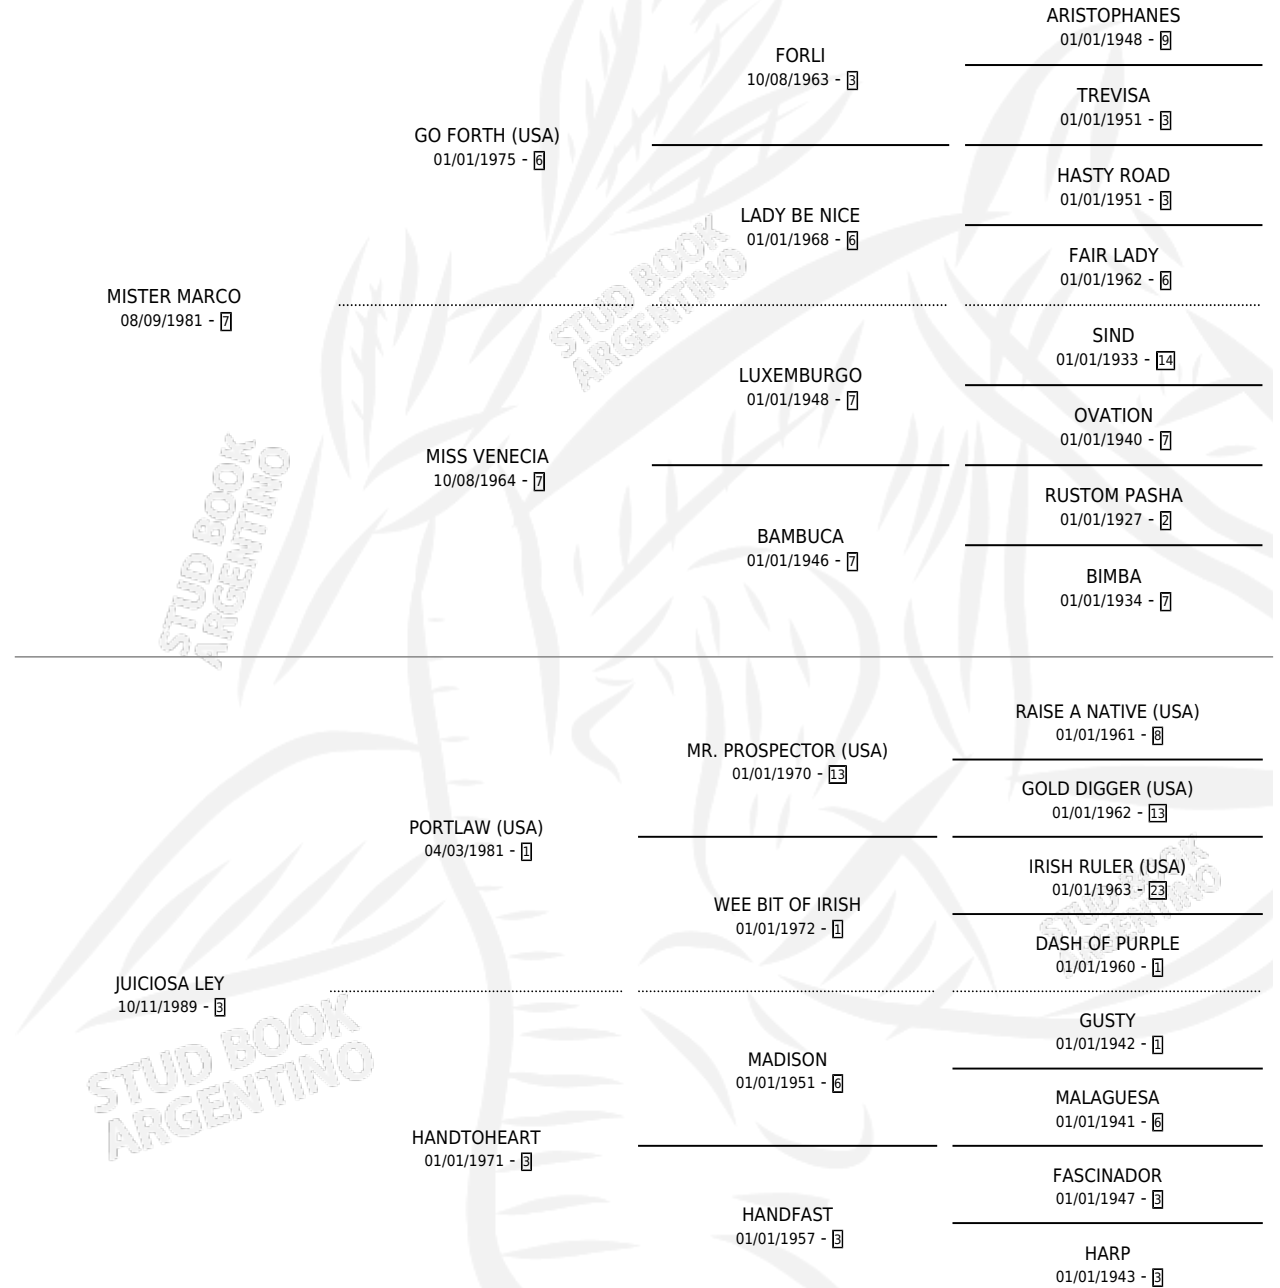 ARISTOPHANES
01/01/1948 - 9
FORLI
10/08/1963 - 3
TREVISA
01/01/1951 - 3
GO FORTH (USA)
01/01/1975 - 6
HASTY ROAD
01/01/1951 - 3
LADY BE NICE
01/01/1968 - 6
FAIR LADY
01/01/1962 - 6
MISTER MARCO
08/09/1981 - 7
SIND
01/01/1933 - 14
LUXEMBURGO
01/01/1948 - 7
OVATION
01/01/1940 - 7
MISS VENECIA
10/08/1964 - 7
RUSTOM PASHA
01/01/1927 - 2
BAMBUCA
01/01/1946 - 7
BIMBA
01/01/1934 - 7
RAISE A NATIVE (USA)
01/01/1961 - 8
MR. PROSPECTOR (USA)
01/01/1970 - 13
GOLD DIGGER (USA)
01/01/1962 - 13
PORTLAW (USA)
04/03/1981 - 1
IRISH RULER (USA)
01/01/1963 - 23
WEE BIT OF IRISH
01/01/1972 - 1
DASH OF PURPLE
01/01/1960 - 1
JUICIOSA LEY
10/11/1989 - 3
GUSTY
01/01/1942 - 1
MADISON
01/01/1951 - 6
MALAGUESA
01/01/1941 - 6
HANDTOHEART
01/01/1971 - 3
FASCINADOR
01/01/1947 - 3
HANDFAST
01/01/1957 - 3
HARP
01/01/1943 - 3
STUD BOOK
ARGENTINO
STUD BOOK
ARGENTINO
STUD BOOK
ARGENTINO
STUD BOOK
ARGENTINO